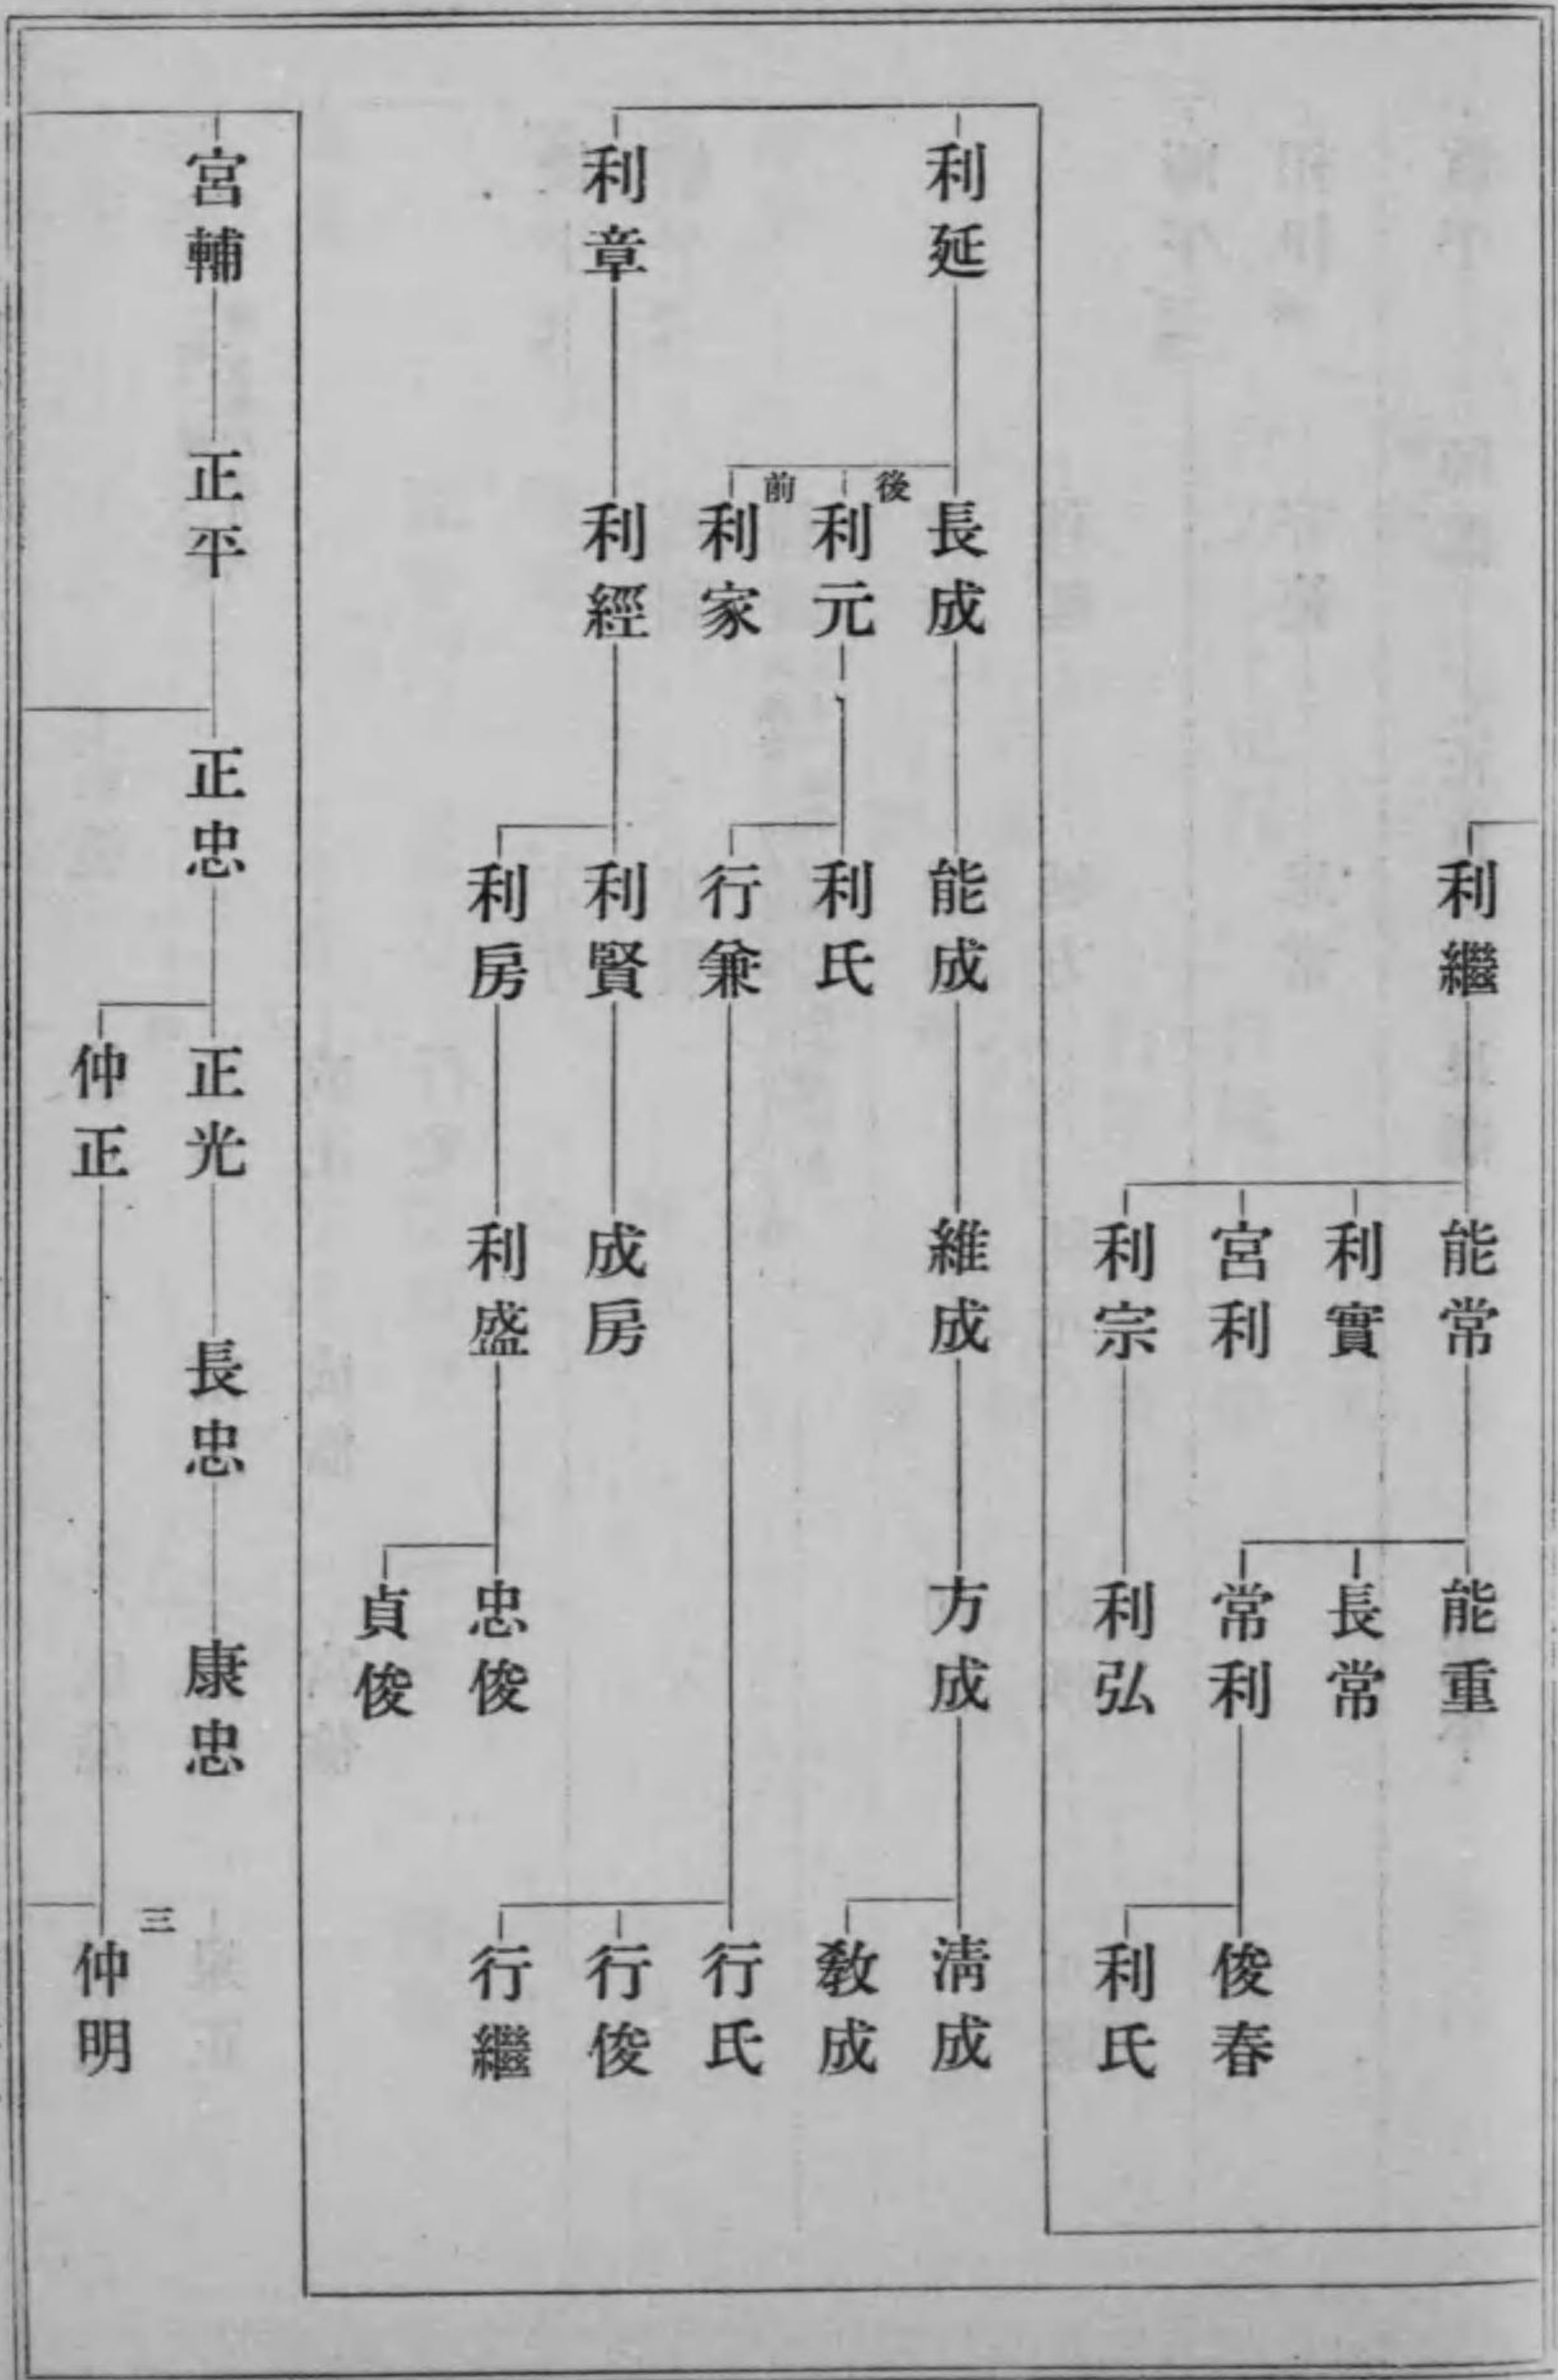 利繼
能常
利實
宮利
利宗
能重
長常
常利
利弘
俊春
利氏
利延
長成
後
利元
前
利家
能成
利氏
行兼
維成
方成
淸成
敎成
行氏
行俊
行繼
利章
利經
利賢
利房
成房
利盛
忠俊
貞俊
宮輔
正平
正忠
正光
仲正
長忠
康忠
三
仲明